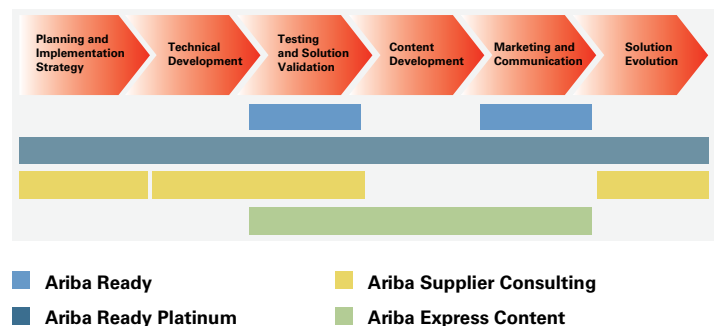 Planning and
Implementation
Strategy
Technical
Development
Testing
and Solution
Validation
Content
Development
Marketing and
Communication
Solution
Evolution
Ariba Ready
Ariba Supplier Consulting
Ariba Ready Platinum
Ariba Express Content